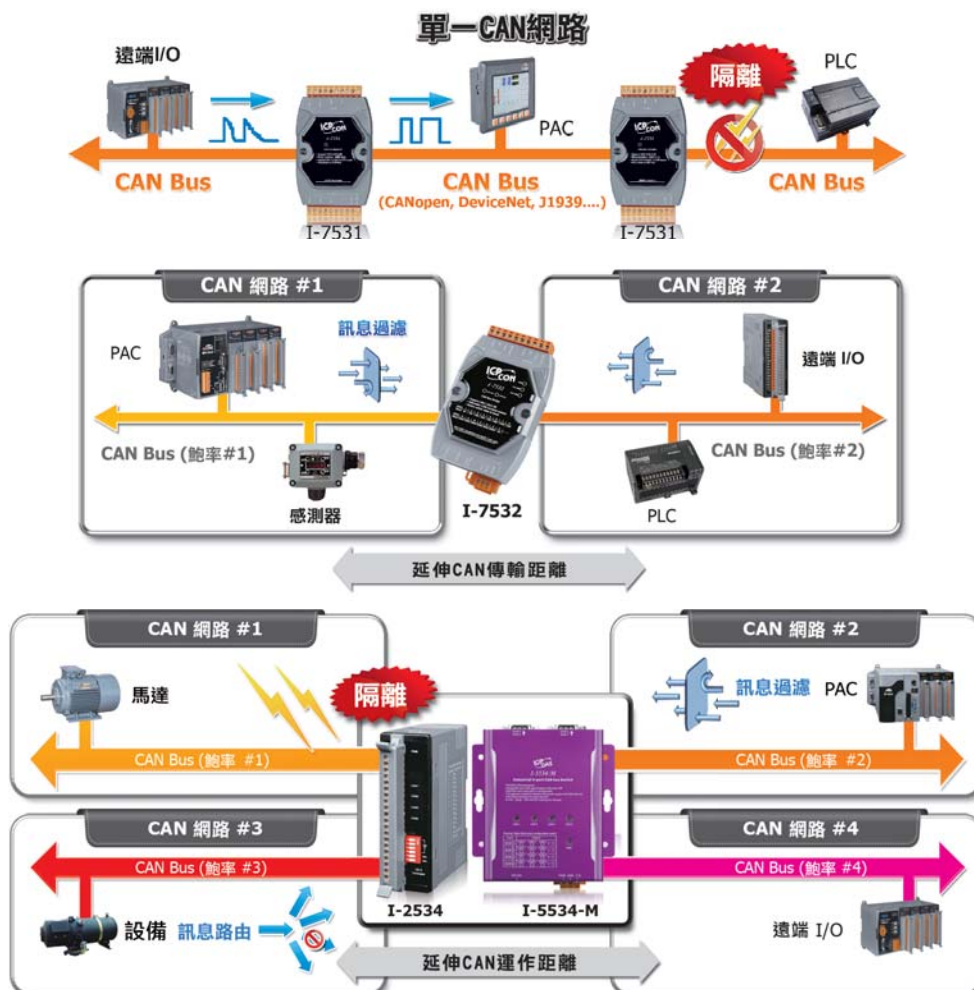 單一CAN網路
遠端I/O
PAC
隔離
PLC
CAN Bus
CAN Bus
(CANopen, DeviceNet, J1939....)
CAN Bus
I-7531
I-7531
CAN 網路 #1
CAN 網路 #2
PAC
訊息過濾
遠端 I/O
CAN Bus (鮑率#1)
CAN Bus (鮑率#2)
感測器
I-7532
PLC
延伸CAN傳輸距離
CAN 網路 #1
CAN 網路 #2
馬達
隔離
訊息過濾
PAC
CAN Bus (鮑率 #1)
CAN Bus (鮑率 #2)
I-5534-M
CAN 網路 #3
CAN 網路 #4
CAN Bus (鮑率 #3)
CAN Bus (鮑率 #4)
I-2534
I-5534-M
設備
訊息路由
遠端 I/O
延伸CAN運作距離